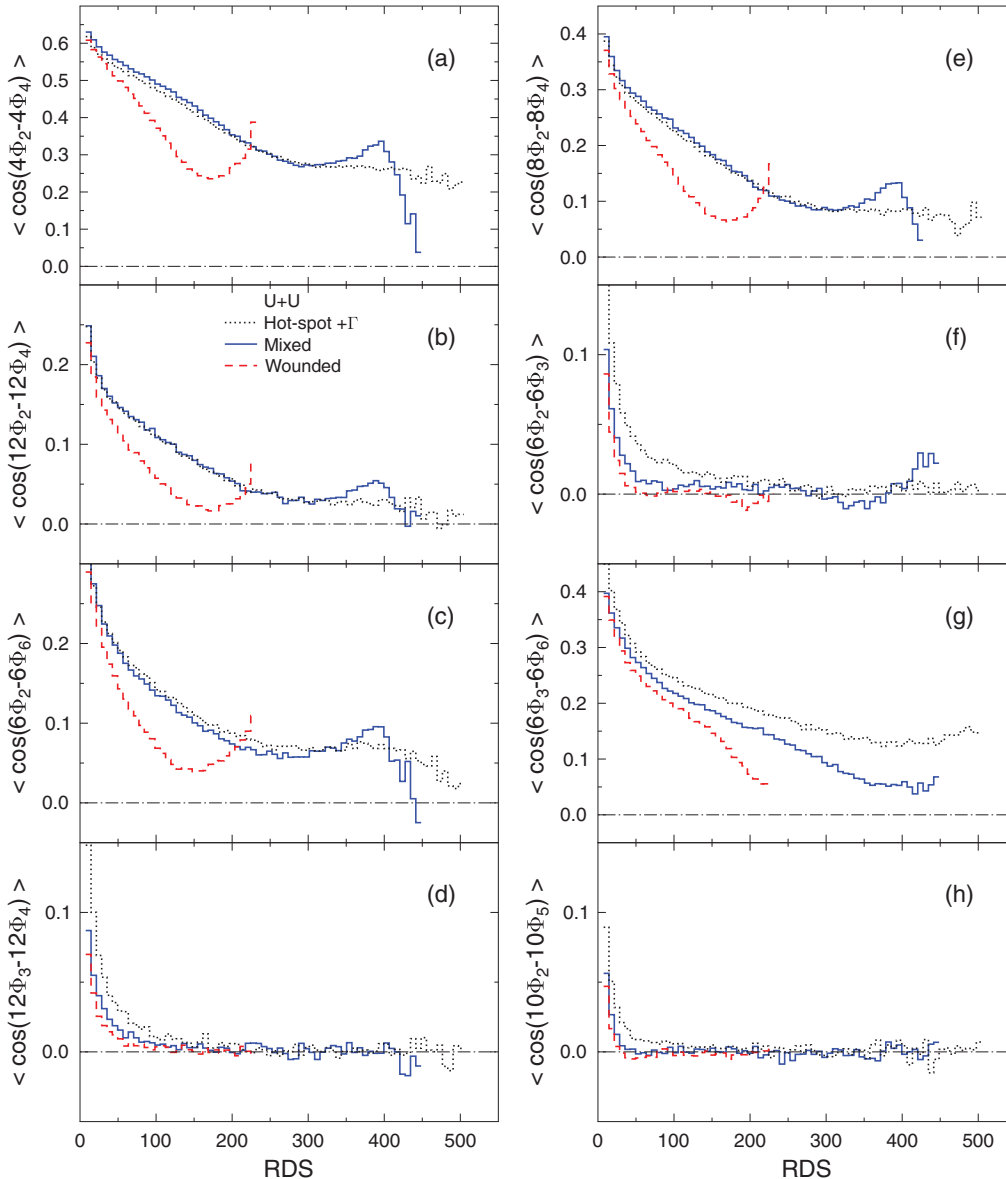 < cos(4Φ2-4Φ4) >
0.6
0.5
0.4
0.3
0.2
0.1
0.0
(a)
< cos(12Φ2-12Φ4) >
0.2
0.1
0.0
U+U
Hot-spot +Γ
Mixed
Wounded
(b)
< cos(6Φ2-6Φ6) >
0.2
0.1
0.0
(c)
< cos(12Φ3-12Φ4) >
0.1
0.0
(d)
0 100 200 300 400 500
RDS
< cos(8Φ2-8Φ4) >
0.4
0.3
0.2
0.1
0.0
(e)
< cos(6Φ2-6Φ3) >
0.1
0.0
(f)
< cos(6Φ3-6Φ6) >
0.4
0.3
0.2
0.1
0.0
(g)
< cos(10Φ2-10Φ5) >
0.1
0.0
(h)
0 100 200 300 400 500
RDS